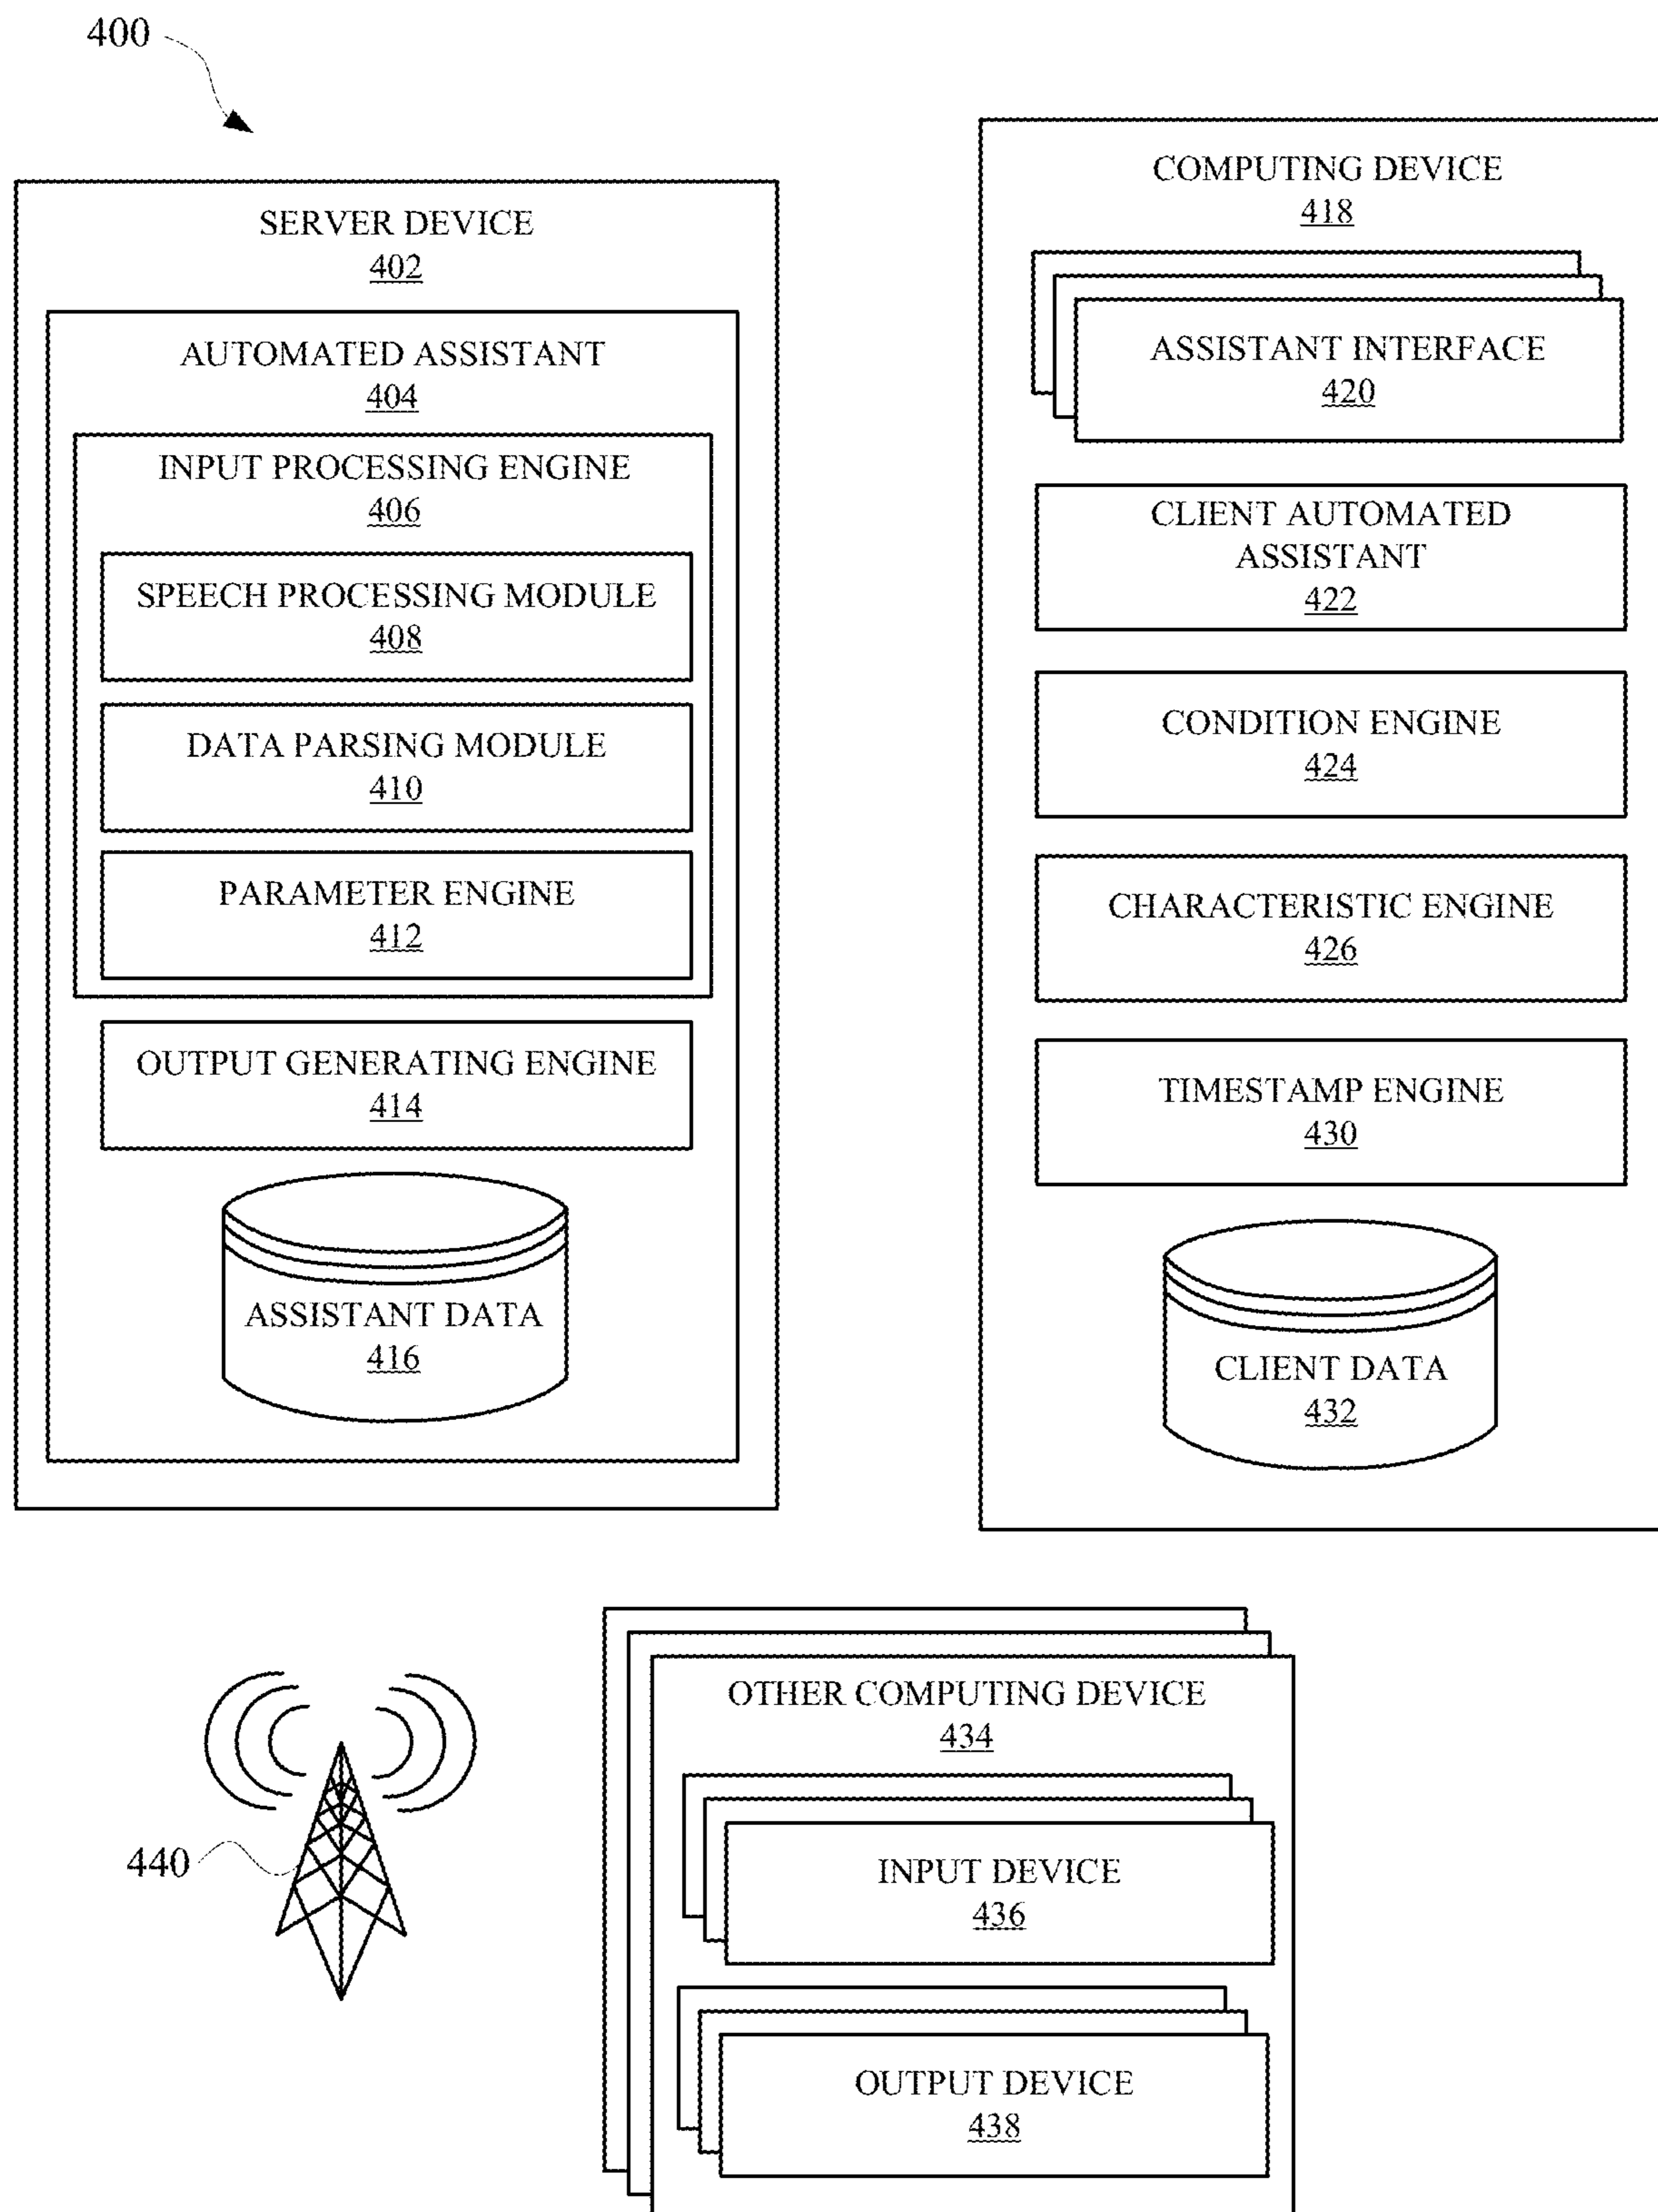 400
SERVER DEVICE
402
AUTOMATED ASSISTANT
404
INPUT PROCESSING ENGINE
406
SPEECH PROCESSING MODULE
408
DATA PARSING MODULE
410
PARAMETER ENGINE
412
OUTPUT GENERATING ENGINE
414
ASSISTANT DATA
416
COMPUTING DEVICE
418
ASSISTANT INTERFACE
420
CLIENT AUTOMATED
ASSISTANT
422
CONDITION ENGINE
424
CHARACTERISTIC ENGINE
426
TIMESTAMP ENGINE
430
CLIENT DATA
432
440
OTHER COMPUTING DEVICE
434
INPUT DEVICE
436
OUTPUT DEVICE
438